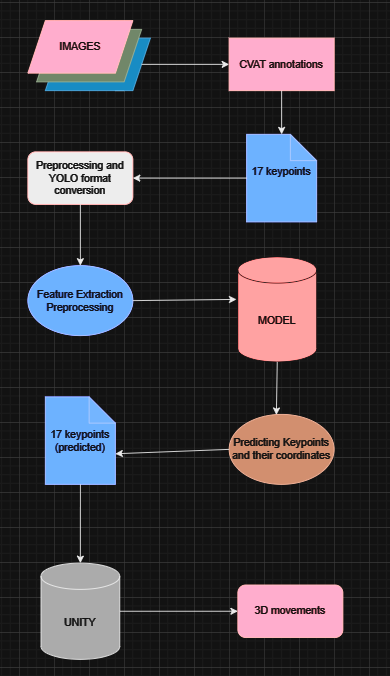 IMAGES
CVAT annotations
17 keypoints
Preprocessing and
YOLO format
conversion
Feature Extraction
Preprocessing
MODEL
Predicting Keypoints
and their coordinates
17 keypoints
(predicted)
UNITY
3D movements